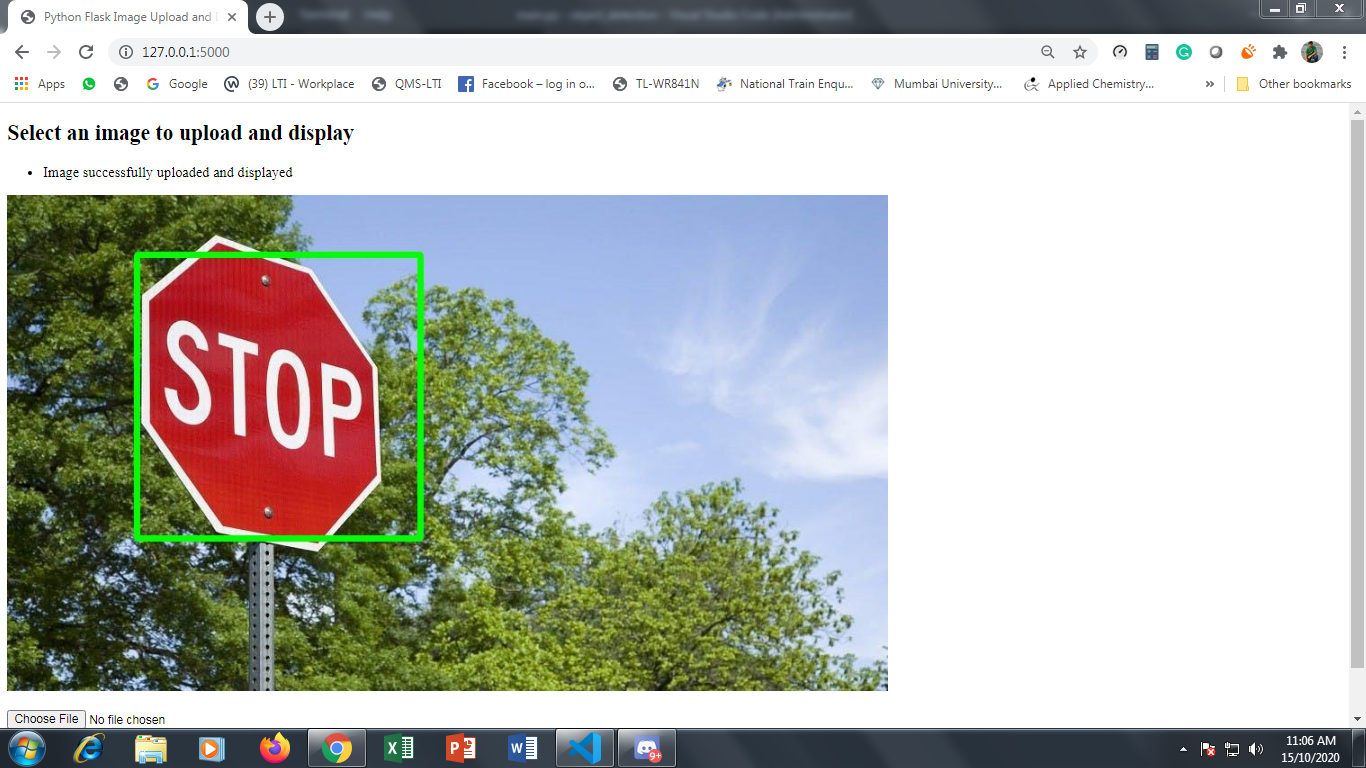 Python Flask Image Upload and
127.0.0.1:5000
Apps
Google
(39) LTI - Workplace
QMS-LTI
Facebook – log in o...
TL-WR841N
National Train Enqu...
Mumbai University...
Applied Chemistry...
»
Other bookmarks
Select an image to upload and display
• Image successfully uploaded and displayed
STOP
Choose File No file chosen
9+
11:06 AM
15/10/2020